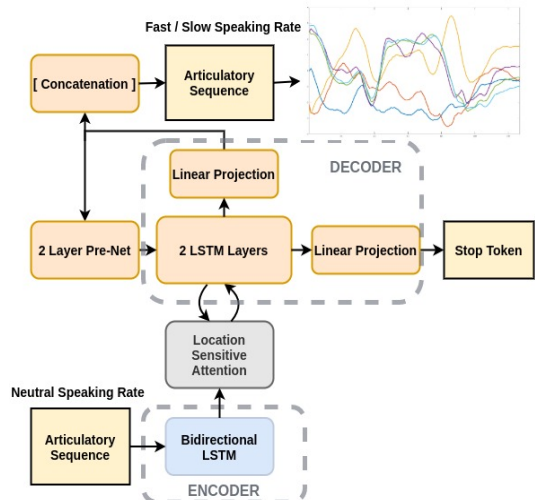 Fast / Slow Speaking Rate
[ Concatenation ]
Articulatory
Sequence
Linear Projection
DECODER
2 Layer Pre-Net
2 LSTM Layers
Linear Projection
Stop Token
Location
Sensitive
Attention
Neutral Speaking Rate
Articulatory
Sequence
Bidirectional
LSTM
ENCODER